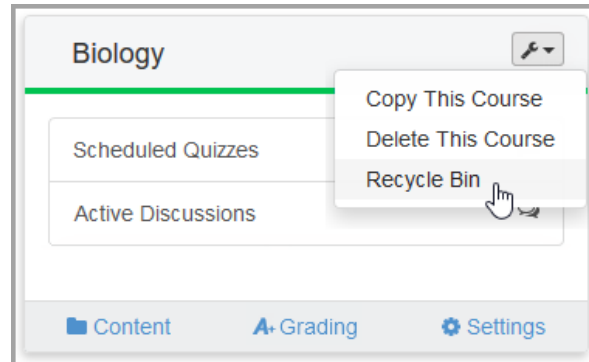 Biology
Copy This Course
Delete This Course
Recycle Bin
Scheduled Quizzes
Active Discussions
Content
A+ Grading
Settings